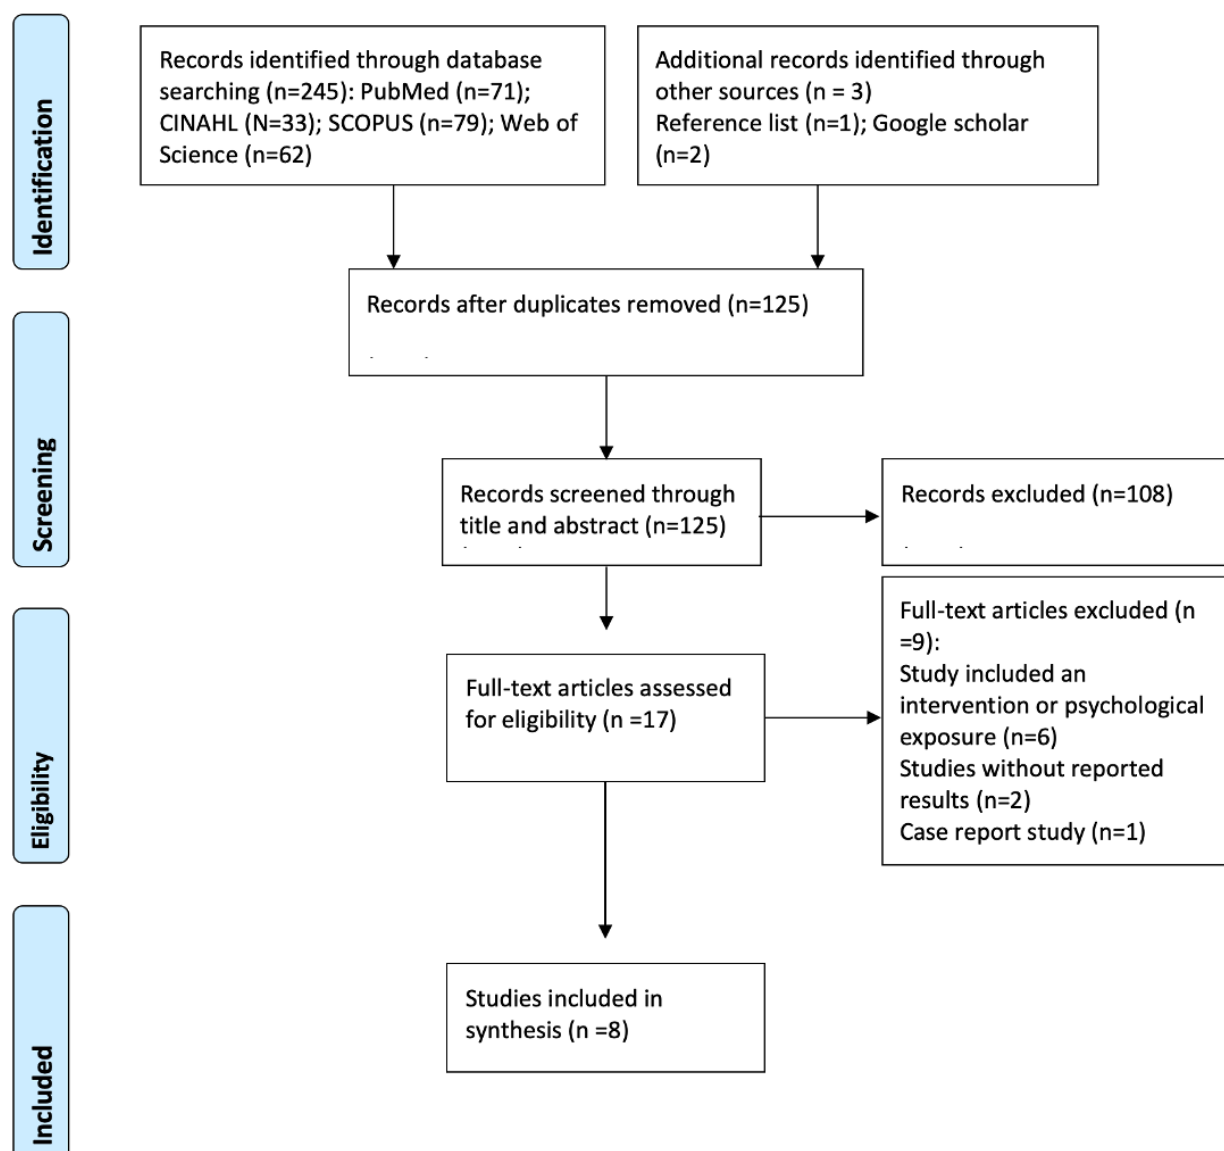 Identification
Records identified through database
searching (n=245): PubMed (n=71);
CINAHL (N=33); SCOPUS (n=79); Web of
Science (n=62)
Additional records identified through
other sources (n = 3)
Reference list (n=1); Google scholar
(n=2)
Records after duplicates removed (n=125)
Screening
Records screened through
title and abstract (n=125)
Records excluded (n=108)
Eligibility
Full-text articles assessed
for eligibility (n =17)
Full-text articles excluded (n
=9):
Study included an
intervention or psychological
exposure (n=6)
Studies without reported
results (n=2)
Case report study (n=1)
Included
Studies included in
synthesis (n =8)